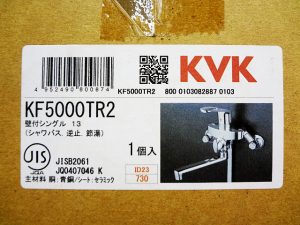 4 952490 800874
KVK
KF5000TR2 800 0103082887 0103
KF5000TR2
壁付シングル 13
(シャワバス, 逆止, 節湯)
1個入
JIS
JISB2061
JQ0407046 K
ID23
730
主材料 銅:青銅/シート:セラミック